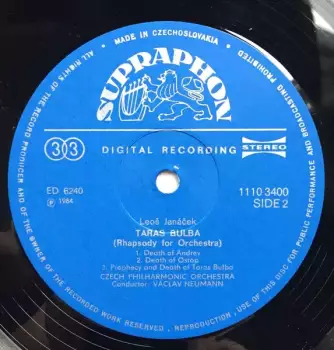 MADE IN CZECHOSLOVAKIA
ALL RIGHTS OF THE RECORD PRODUCER AND OF THE OWNER OF THE RECORDED WORK RESERVED . REPRODUCTION, USE OF THIS DISC FOR PUBLIC PERFORMANCE AND BROADCASTING PROHIBITED
SUPRAPHON
33 DIGITAL RECORDING STEREO
ED 6240 1110 3400
Ⓟ 1984 SIDE 2
Leoš Janáček
TARAS BULBA
(Rhapsody for Orchestra)
1. Death of Andrey
2. Death of Ostap
3. Prophecy and Death of Taras Bulba
CZECH PHILHARMONIC ORCHESTRA
Conductor: VÁCLAV NEUMANN